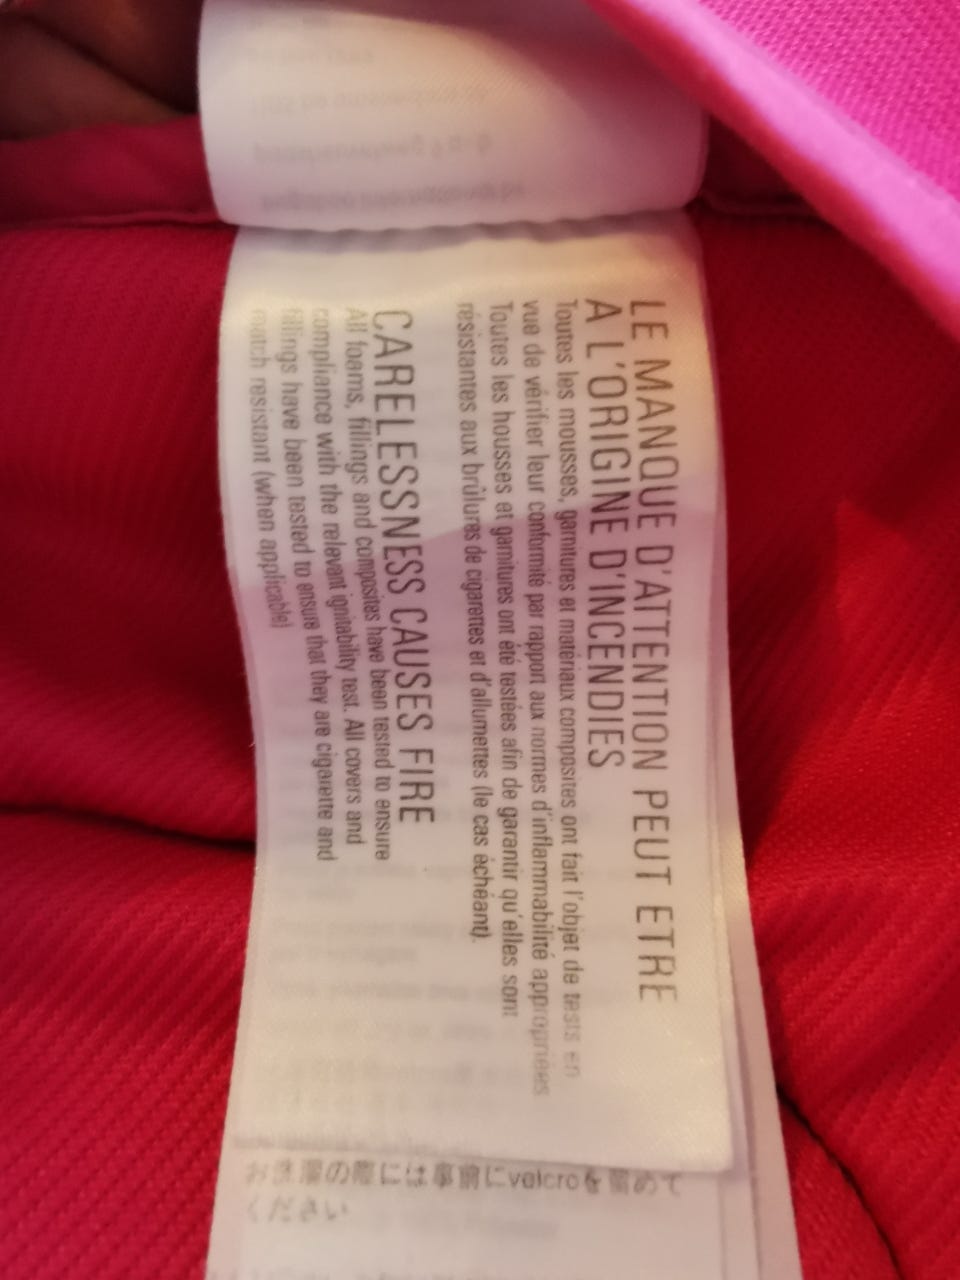 LE MANQUE D'ATTENTION PEUT ETRE
A L'ORIGINE D'INCENDIES
Toutes les mousses, garnitures et matériaux composites ont fait l'objet de tests en
vue de vérifier leur conformité par rapport aux normes d'inflammabilité appropriées
Toutes les housses et garnitures ont été testées afin de garantir qu'elles sont
résistantes aux brûlures de cigarettes et d'allumettes (le cas échéant).
CARELESSNESS CAUSES FIRE
All foams, fillings and composites have been tested to ensure
compliance with the relevant ignitability test. All covers and
fillings have been tested to ensure that they are cigarette and
match resistant (when applicable)
お洗濯の際には事前にvelcroを留めて
ください